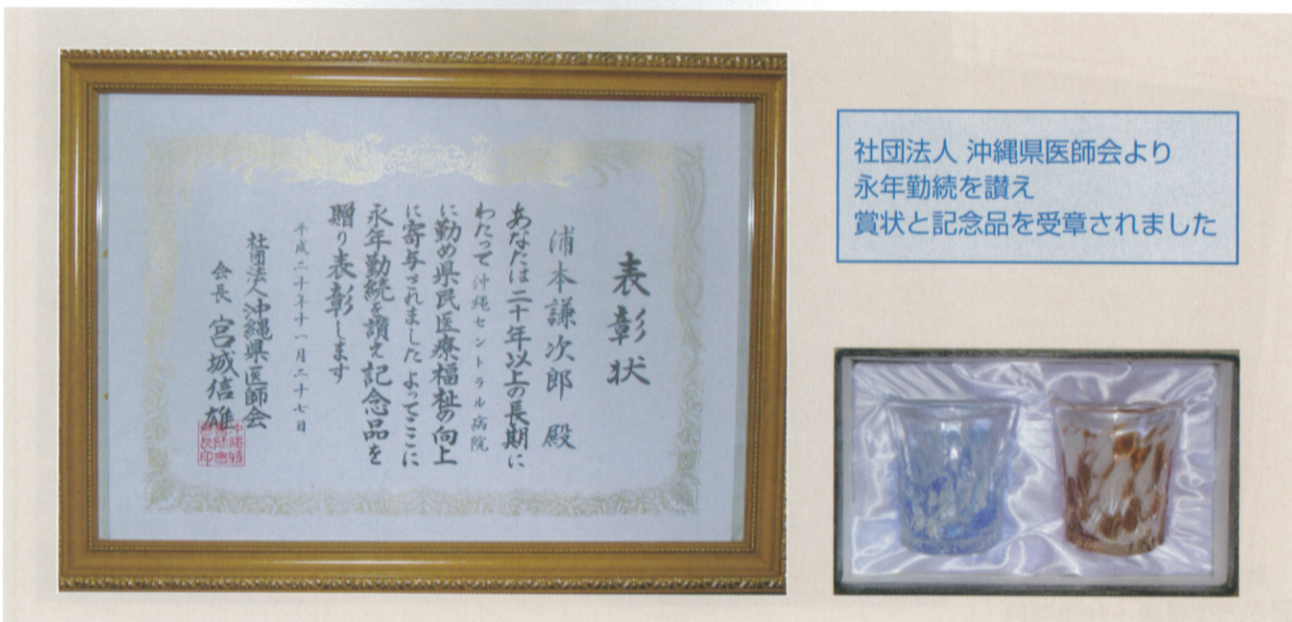 表彰状
浦本謙次郎 殿
あなたは二十年以上の長期に
わたって沖縄セントラル病院
に勤め県民医療福祉の向上
に寄与されました よってここに
永年勤続を讃え記念品を
贈り表彰します
平成二十年十一月二十七日
社団法人 沖縄県医師会
会長 宮城信雄
社団法人 沖縄県医師会より
永年勤続を讃え
賞状と記念品を受章されました